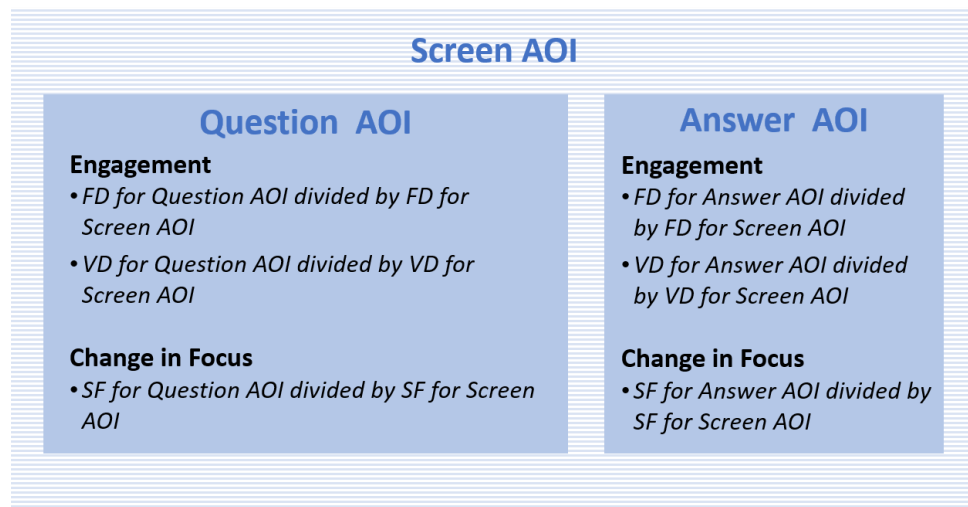 Screen AOI
Question AOI
Engagement
• FD for Question AOI divided by FD for
Screen AOI
• VD for Question AOI divided by VD for
Screen AOI
Change in Focus
• SF for Question AOI divided by SF for Screen
AOI
Answer AOI
Engagement
• FD for Answer AOI divided
by FD for Screen AOI
• VD for Answer AOI divided
by VD for Screen AOI
Change in Focus
• SF for Answer AOI divided by
SF for Screen AOI